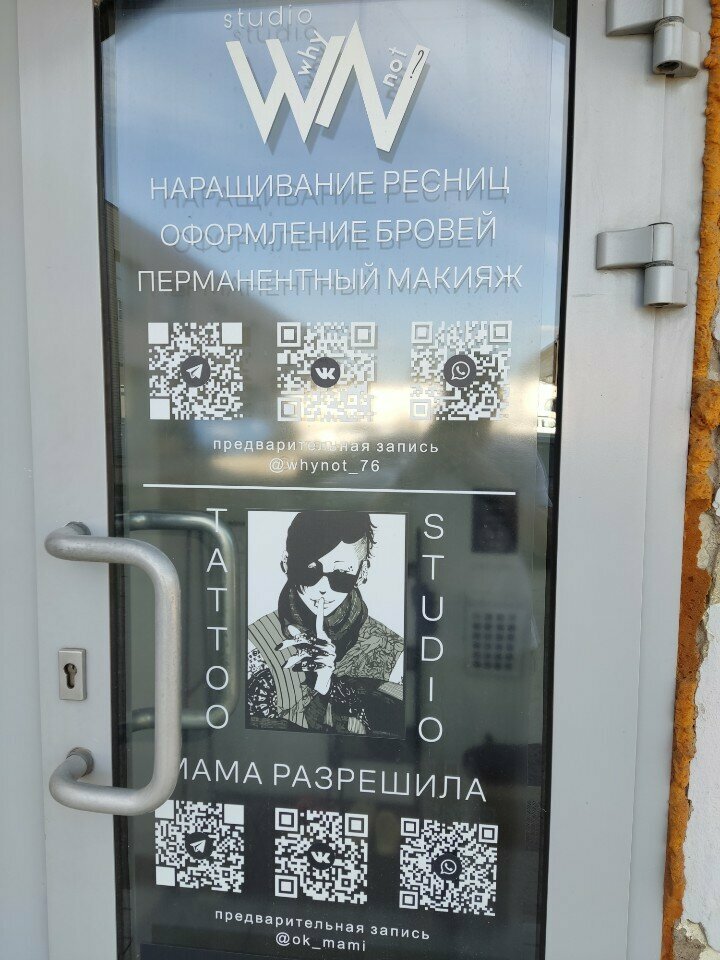 studio
WN
why
not?
НАРАЩИВАНИЕ РЕСНИЦ
ОФОРМЛЕНИЕ БРОВЕЙ
ПЕРМАНЕНТНЫЙ МАКИЯЖ
предварительная запись
@whynot_76
TATTOO
STUDIO
МАМА РАЗРЕШИЛА
предварительная запись
@ok_mami